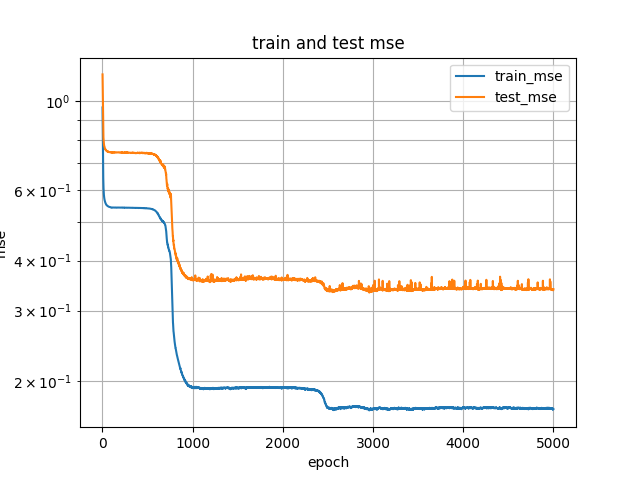 train and test mse
train_mse
test_mse
10⁰
6 × 10⁻¹
4 × 10⁻¹
3 × 10⁻¹
2 × 10⁻¹
mse
0 1000 2000 3000 4000 5000
epoch